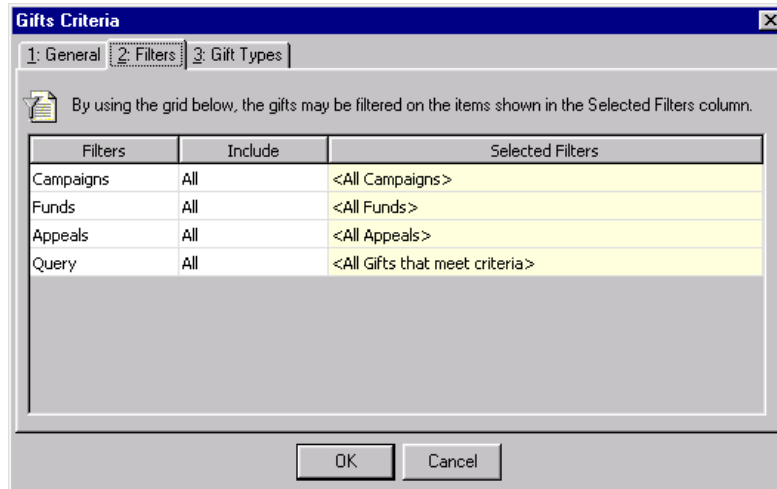 Gifts Criteria
1: General 2: Filters 3: Gift Types
By using the grid below, the gifts may be filtered on the items shown in the Selected Filters column.
Filters Include Selected Filters
Campaigns All <All Campaigns>
Funds All <All Funds>
Appeals All <All Appeals>
Query All <All Gifts that meet criteria>
OK Cancel